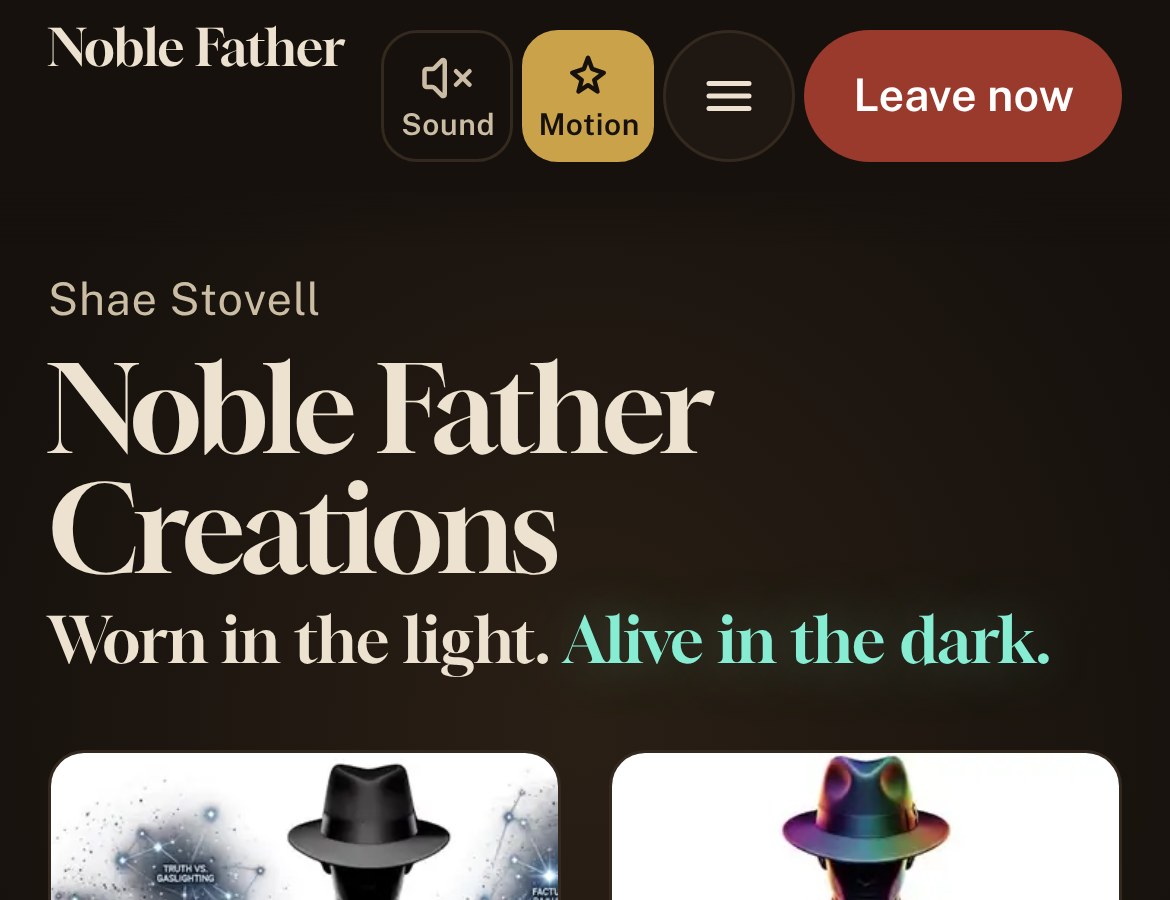 Noble Father
Sound
Motion
Leave now
Shae Stovell
Noble Father
Creations
Worn in the light. Alive in the dark.
TRUTH VS.
GASLIGHTING